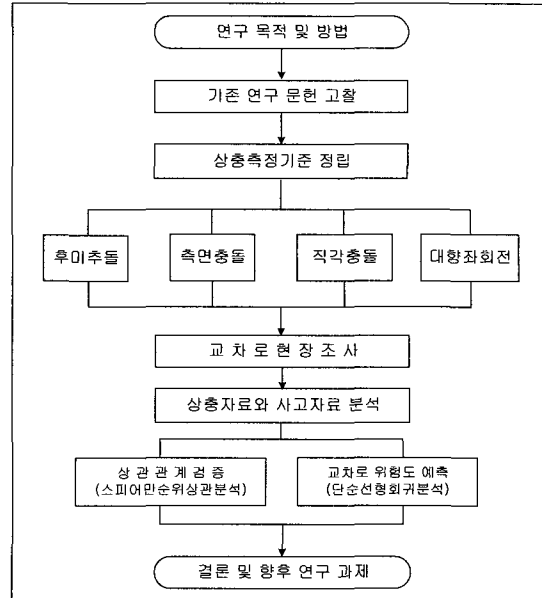 연구 목적 및 방법
기존 연구 문헌 고찰
상충측정기준 정립
후미추돌
측면충돌
직각충돌
대향좌회전
교 차 로 현 장 조 사
상충자료와 사고자료 분석
상 관 관 계 검 증
(스피어만순위상관분석)
교차로 위험도 예측
(단순선형회귀분석)
결론 및 향후 연구 과제